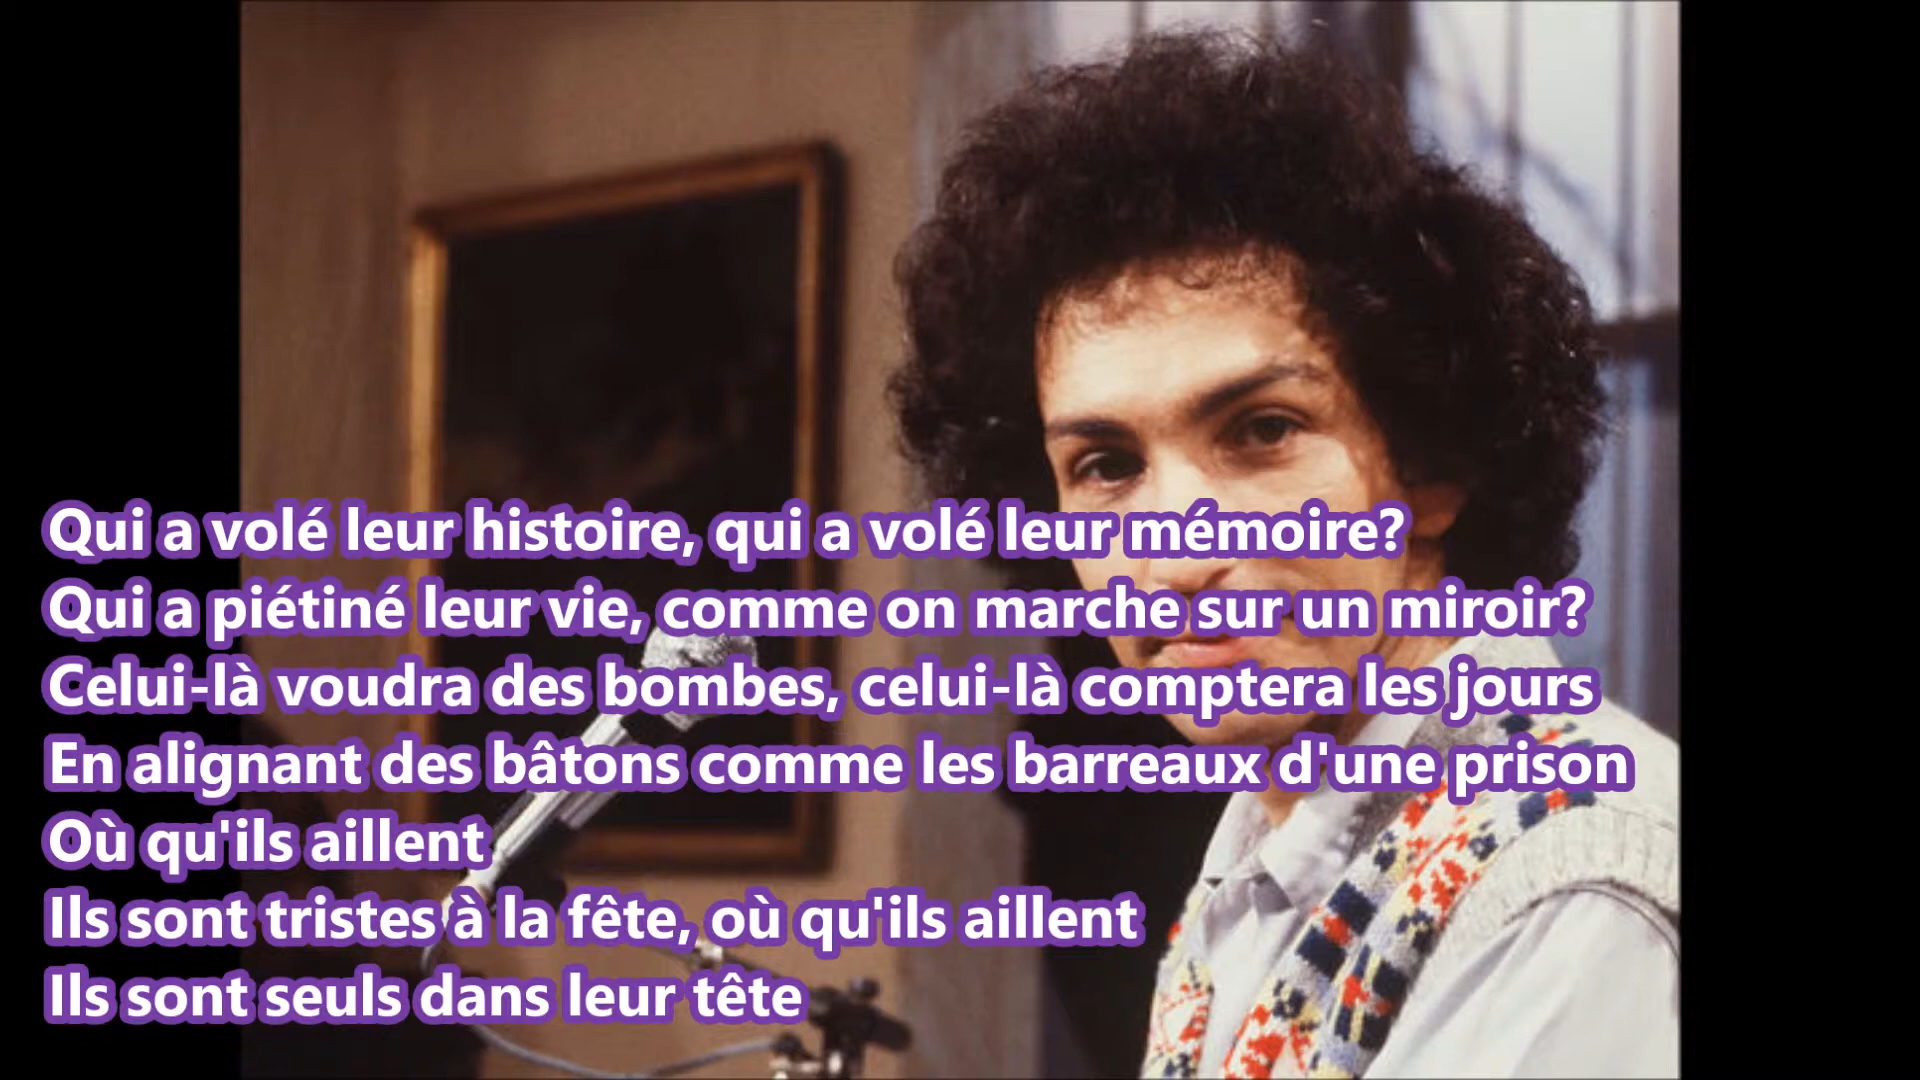 Qui a volé leur histoire, qui a volé leur mémoire?
Qui a piétiné leur vie, comme on marche sur un miroir?
Celui-là voudra des bombes, celui-là comptera les jours
En alignant des bâtons comme les barreaux d'une prison
Où qu'ils aillent
Ils sont tristes à la fête, où qu'ils aillent
Ils sont seuls dans leur tête